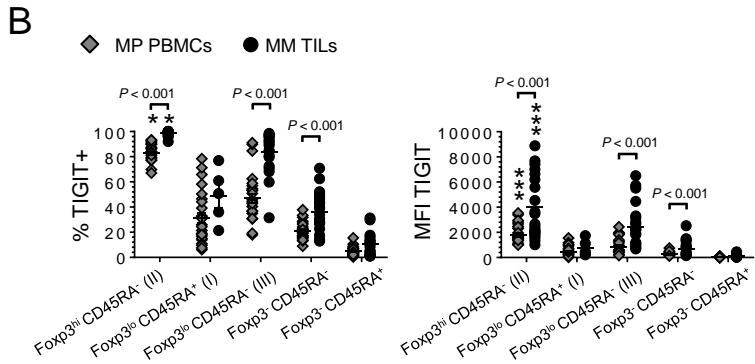 B
MP PBMCs
MM TILs
P < 0.001
P < 0.001
P < 0.001
* *
% TIGIT+
100
80
60
40
20
0
Foxp3ʰⁱ CD45RA⁻ (II)
Foxp3ˡᵒ CD45RA⁺ (I)
Foxp3ˡᵒ CD45RA⁻ (III)
Foxp3⁻ CD45RA⁻
Foxp3⁻ CD45RA⁺
P < 0.001
P < 0.001
P < 0.001
***
***
MFI TIGIT
10000
8000
6000
4000
2000
0
Foxp3ʰⁱ CD45RA⁻ (II)
Foxp3ˡᵒ CD45RA⁺ (I)
Foxp3ˡᵒ CD45RA⁻ (III)
Foxp3⁻ CD45RA⁻
Foxp3⁻ CD45RA⁺